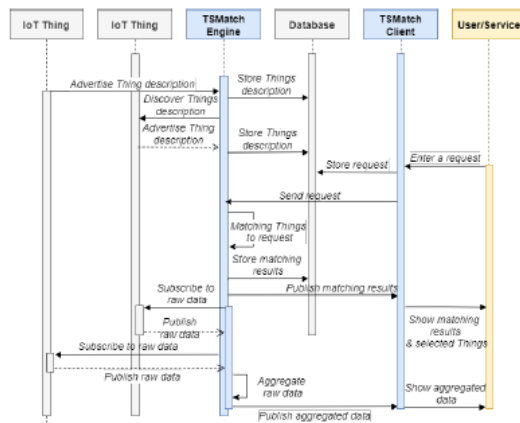 IoT Thing
IoT Thing
TSMatch
Engine
Database
TSMatch
Client
User/Service
Advertise Thing description
Store Things
description
Discover Things
description
Advertise Thing
description
Store Things
description
Enter a request
Store request
Send request
Matching Things
to request
Store matching
results
Publish matching results
Subscribe to
raw data
Show matching
results
& selected Things
Publish
raw data
Subscribe to raw data
Publish raw data
Aggregate
raw data
Show aggregated
data
Publish aggregated data